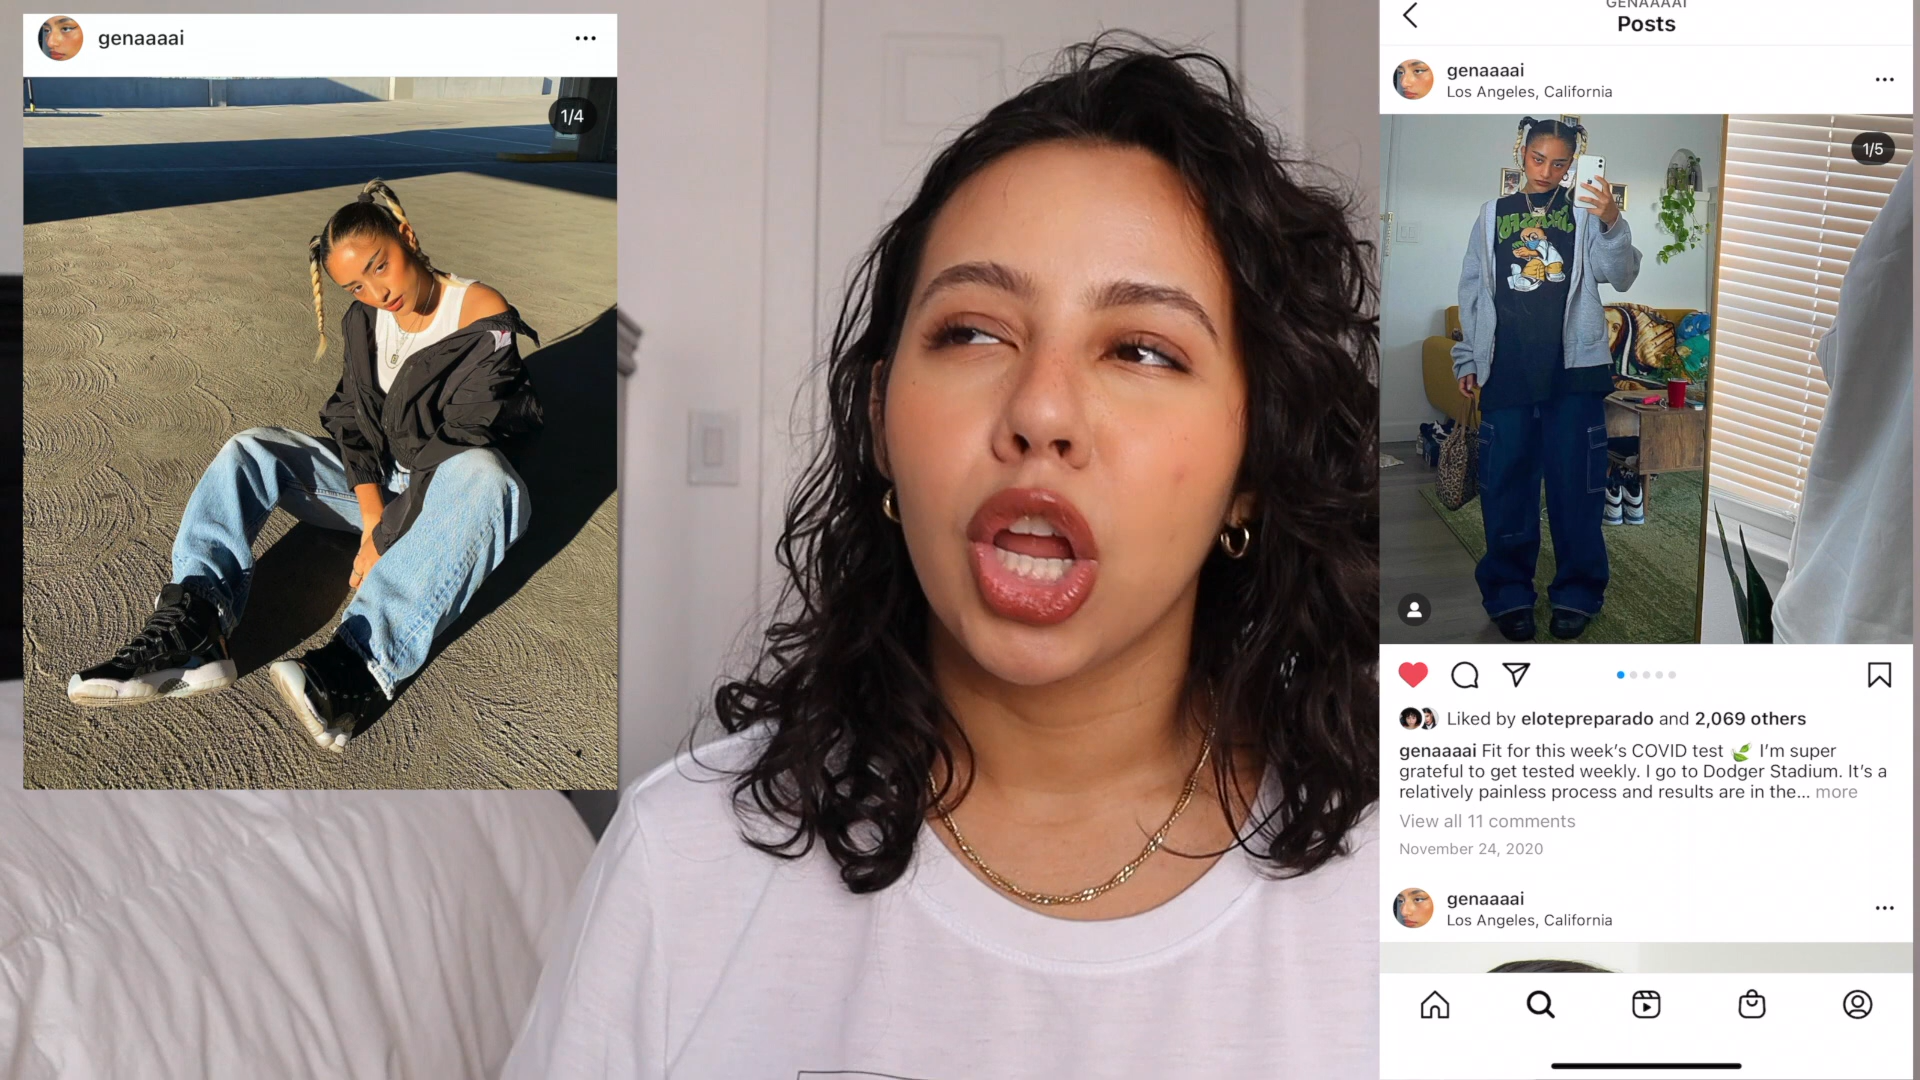 genaaaai
1/4
GENAAAAI
Posts
genaaaai
Los Angeles, California
1/5
Liked by elotepreparado and 2,069 others
genaaaai Fit for this week's COVID test 🍃 I'm super
grateful to get tested weekly. I go to Dodger Stadium. It's a
relatively painless process and results are in the... more
View all 11 comments
November 24, 2020
genaaaai
Los Angeles, California